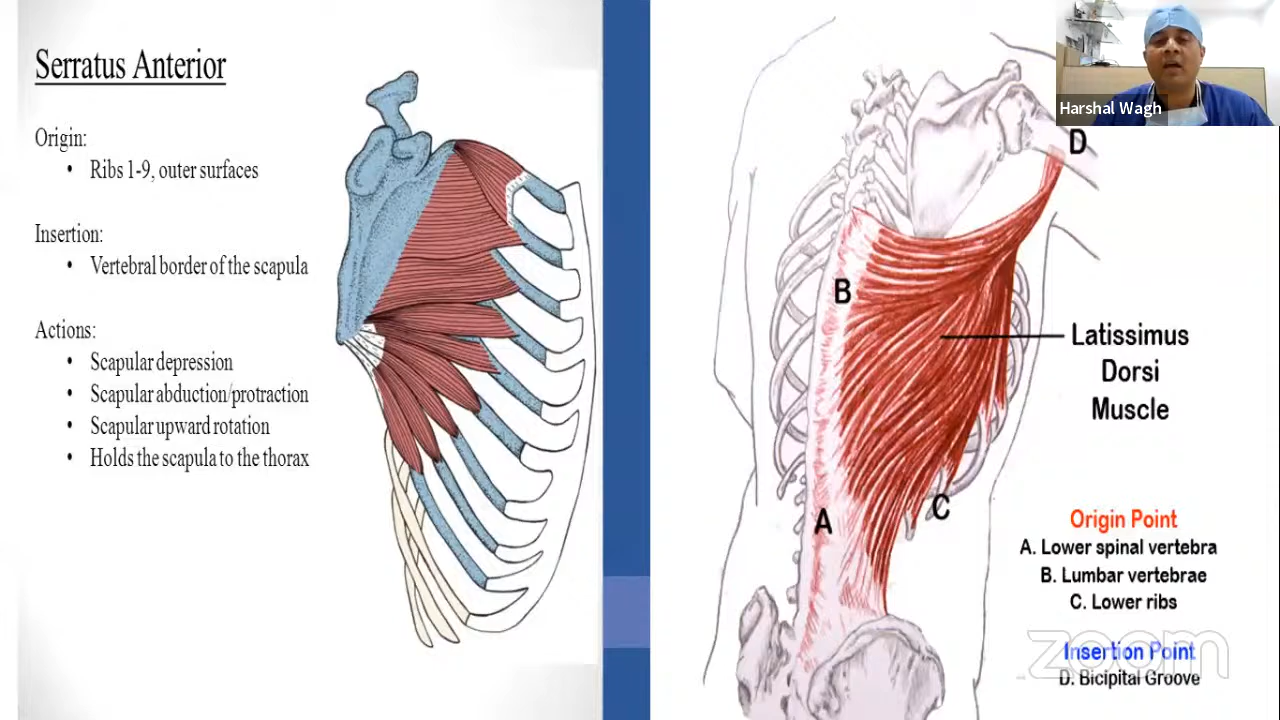 Serratus Anterior
Origin:
• Ribs 1-9, outer surfaces
Insertion:
• Vertebral border of the scapula
Actions:
• Scapular depression
• Scapular abduction/protraction
• Scapular upward rotation
• Holds the scapula to the thorax
Harshal Wagh
D
B
Latissimus
Dorsi
Muscle
A
C
Origin Point
A. Lower spinal vertebra
B. Lumbar vertebrae
C. Lower ribs
Insertion Point
D. Bicipital Groove
zoom